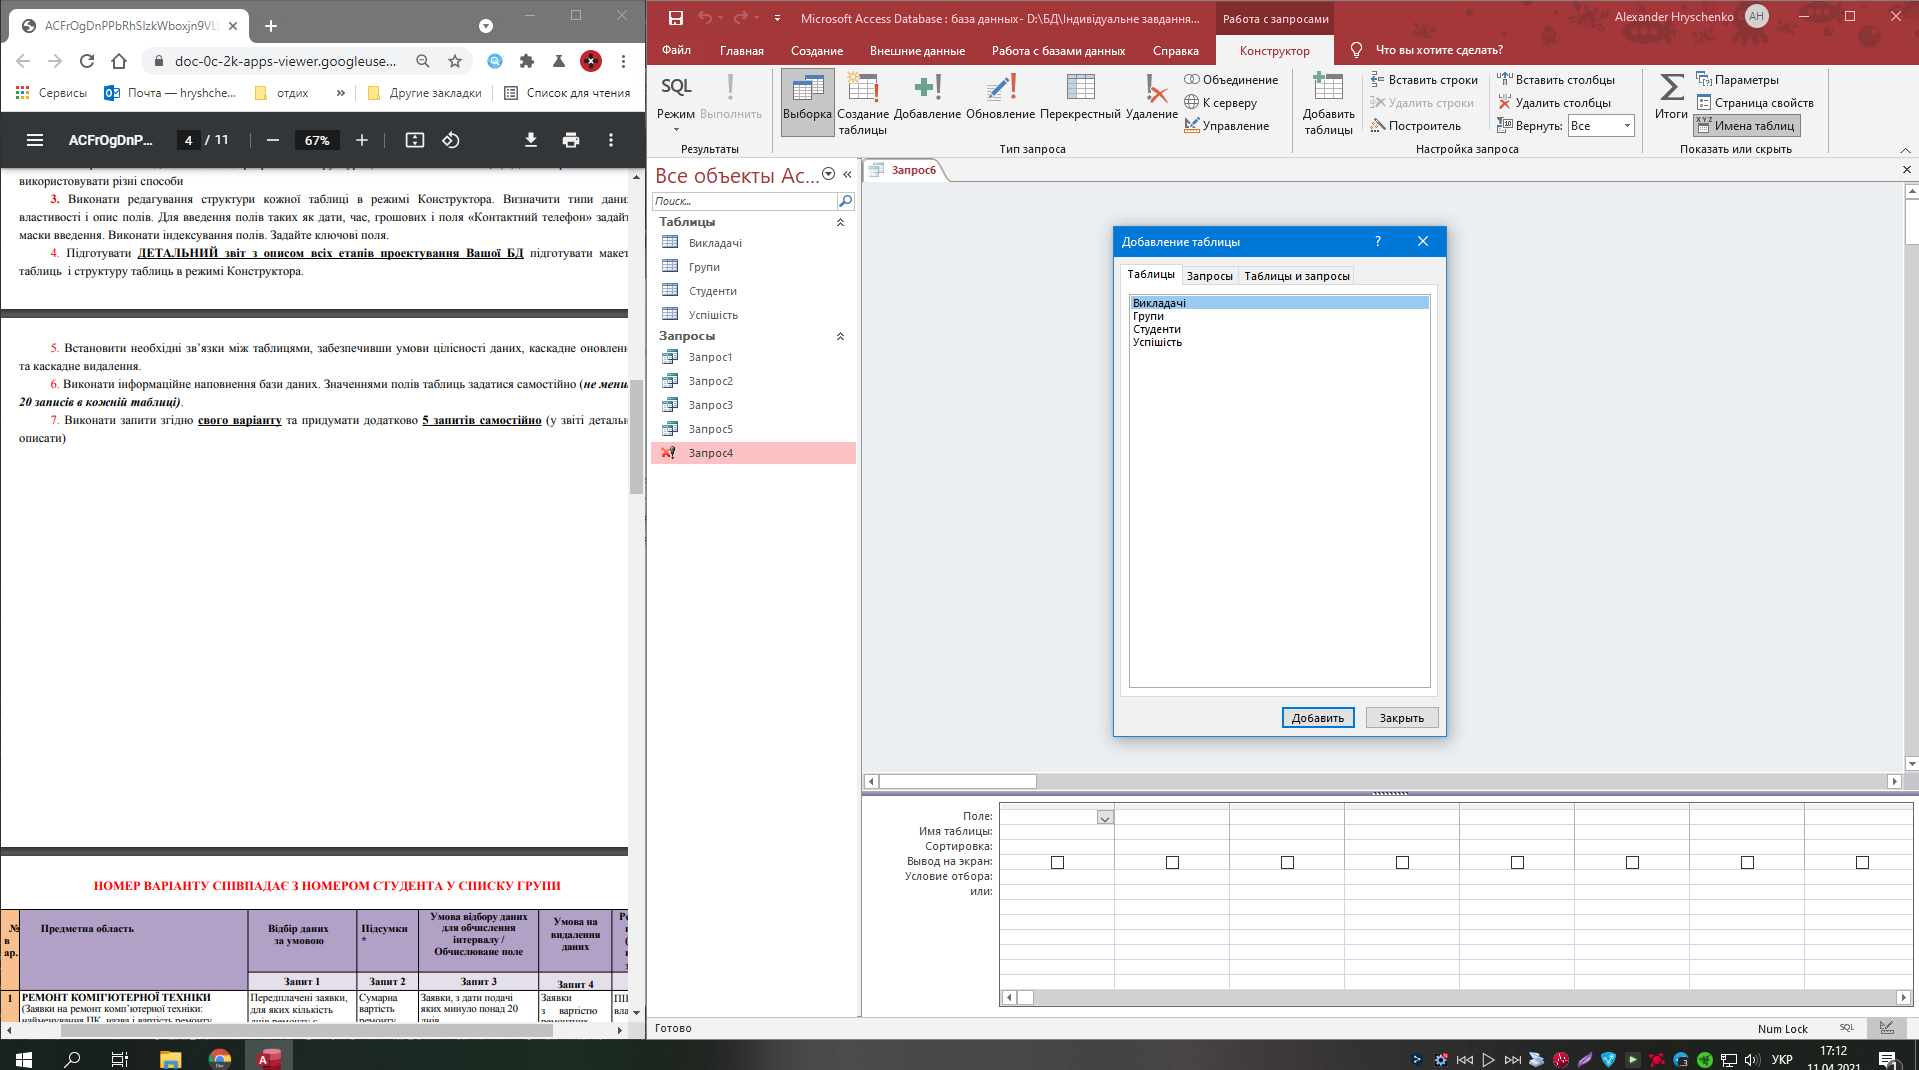 ACFrOgDnPPbRhSlzkWboxjn9VLI
doc-0c-2k-apps-viewer.googleuse...
Сервисы
Почта — hryshche...
отдих
»
Другие закладки
Список для чтения
ACFrOgDnP...
4 / 11
67%
використовувати різні способи
3. Виконати редагування структури кожної таблиці в режимі Конструктора. Визначити типи даних
властивості і опис полів. Для введення полів таких як дати, час, грошових і поля «Контактний телефон» задайт
маски введення. Виконати індексування полів. Задайте ключові поля.
4. Підготувати ДЕТАЛЬНИЙ звіт з описом всіх етапів проектування Вашої БД підготувати макет
таблиць і структуру таблиць в режимі Конструктора.
5. Встановити необхідні зв’язки між таблицями, забезпечивши умови цілісності даних, каскадне оновленн
та каскадне видалення.
6. Виконати інформаційне наповнення бази даних. Значеннями полів таблиць задатися самостійно (не менш
20 записів в кожній таблиці).
7. Виконати запити згідно свого варіанту та придумати додатково 5 запитів самостійно (у звіті детальн
описати)
НОМЕР ВАРІАНТУ СПІВПАДАЄ З НОМЕРОМ СТУДЕНТА У СПИСКУ ГРУПИ
№
в
ар.
Предметна область
Відбір даних
за умовою
Підсумки
*
Умова відбору даних
для обчислення
інтервалу /
Обчислюване поле
Умова на
видалення
даних
Запит 1
Запит 2
Запит 3
Запит 4
1
РЕМОНТ КОМП’ЮТЕРНОЇ ТЕХНІКИ
(Заявки на ремонт комп’ютерної техніки:
найменування ПК, назва і вартість ремонту
Передплачені заявки,
для яких кількість
днів ремонту є
Сумарна
вартість
ремонту
Заявки, з дати подачі
яких минуло понад 20
днів
Заявки
з вартістю
ремонтних
ПІІ
вла
Microsoft Access Database : база данных- D:\БД\Індивідуальне завдання...
Работа с запросами
Alexander Hryschenko
AH
Файл
Главная
Создание
Внешние данные
Работа с базами данных
Справка
Конструктор
Что вы хотите сделать?
SQL
Режим
Выполнить
Результаты
Выборка
Создание
таблицы
Добавление
Обновление
Перекрестный
Удаление
Объединение
К серверу
Управление
Тип запроса
Добавить
таблицы
Вставить строки
Удалить строки
Построитель
Вставить столбцы
Удалить столбцы
Вернуть:
Все
Настройка запроса
Итоги
Параметры
Страница свойств
XYZ
Имена таблиц
Показать или скрыть
Все объекты Ac...
Поиск...
Таблицы
Викладачі
Групи
Студенти
Успішість
Запросы
Запрос1
Запрос2
Запрос3
Запрос5
Запрос4
Запрос6
Добавление таблицы
?
Таблицы
Запросы
Таблицы и запросы
Викладачі
Групи
Студенти
Успішість
Добавить
Закрыть
Поле:
Имя таблицы:
Сортировка:
Вывод на экран:
Условие отбора:
или:
Готово
Num Lock
SQL
УКР
17:12
11.04.2021